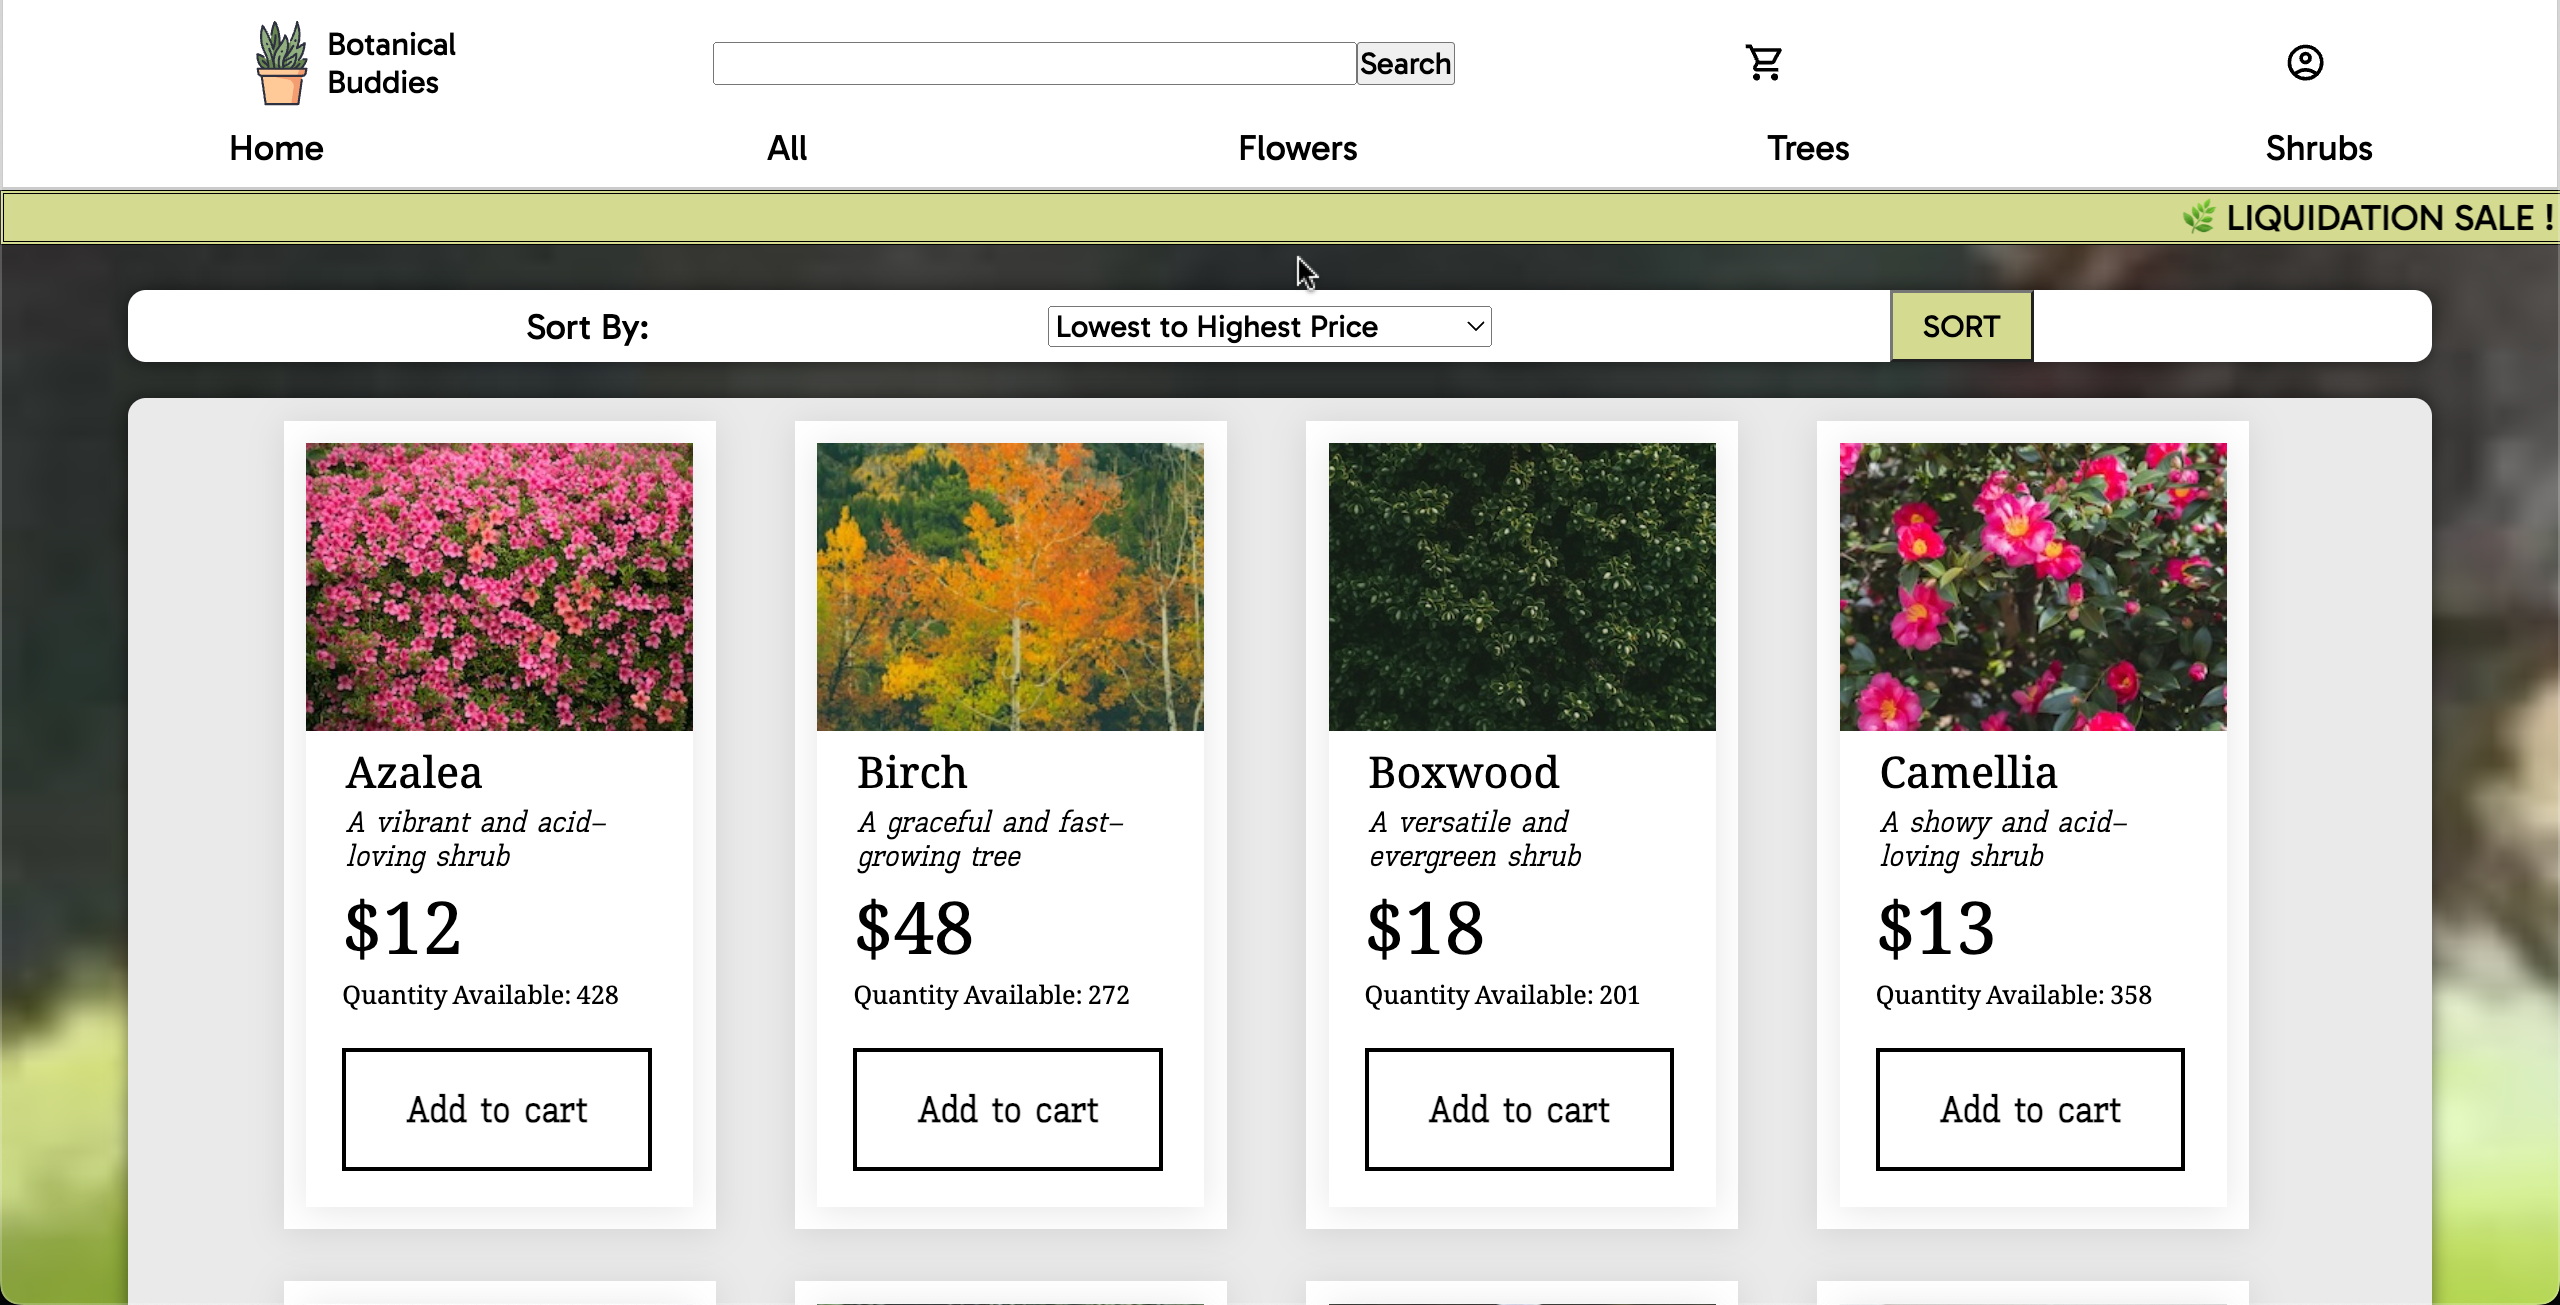 Botanical
Buddies
Search
Home
All
Flowers
Trees
Shrubs
🌿 LIQUIDATION SALE !
Sort By:
Lowest to Highest Price
SORT
Azalea
A vibrant and acid-
loving shrub
$12
Quantity Available: 428
Add to cart
Birch
A graceful and fast-
growing tree
$48
Quantity Available: 272
Add to cart
Boxwood
A versatile and
evergreen shrub
$18
Quantity Available: 201
Add to cart
Camellia
A showy and acid-
loving shrub
$13
Quantity Available: 358
Add to cart